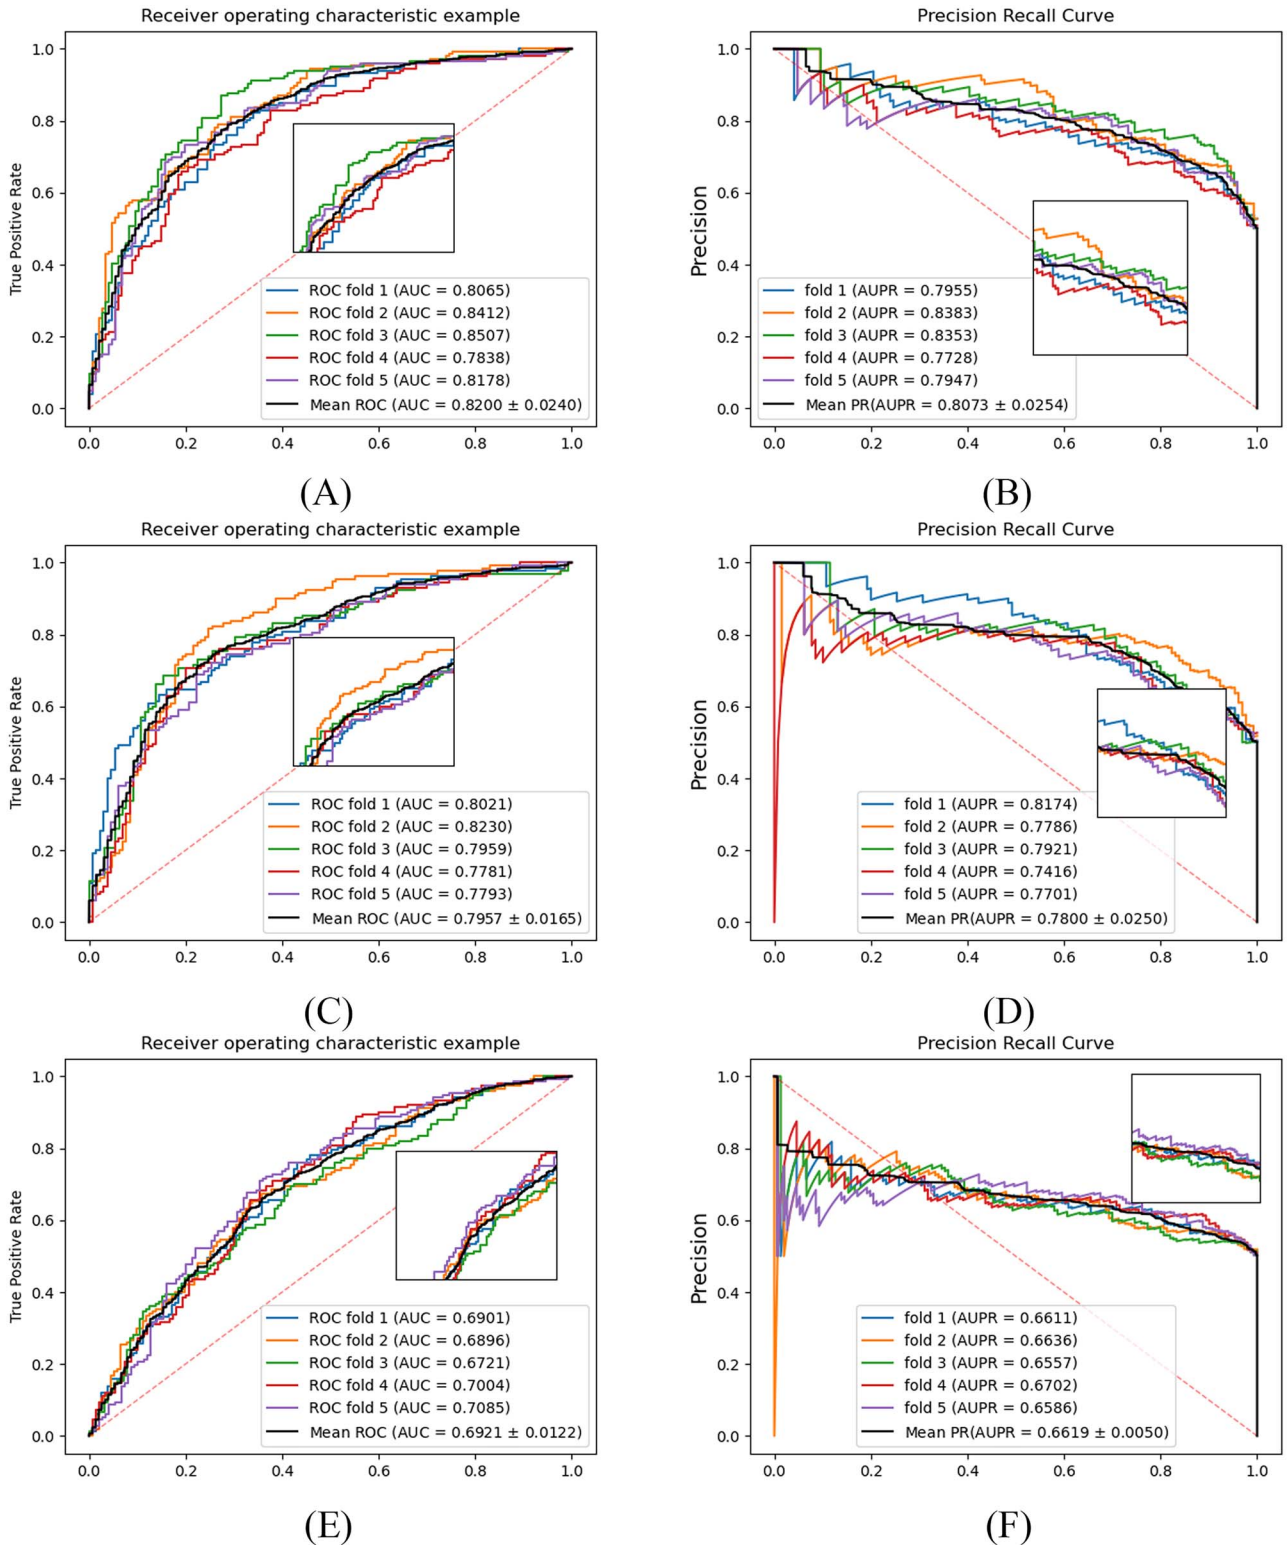 Receiver operating characteristic example
True Positive Rate
1.0
0.8
0.6
0.4
0.2
0.0
ROC fold 1 (AUC = 0.8065)
ROC fold 2 (AUC = 0.8412)
ROC fold 3 (AUC = 0.8507)
ROC fold 4 (AUC = 0.7838)
ROC fold 5 (AUC = 0.8178)
Mean ROC (AUC = 0.8200 ± 0.0240)
0.0 0.2 0.4 0.6 0.8 1.0
(A)
Precision Recall Curve
Precision
1.0
0.8
0.6
0.4
0.2
0.0
fold 1 (AUPR = 0.7955)
fold 2 (AUPR = 0.8383)
fold 3 (AUPR = 0.8353)
fold 4 (AUPR = 0.7728)
fold 5 (AUPR = 0.7947)
Mean PR(AUPR = 0.8073 ± 0.0254)
0.0 0.2 0.4 0.6 0.8 1.0
(B)
Receiver operating characteristic example
True Positive Rate
1.0
0.8
0.6
0.4
0.2
0.0
ROC fold 1 (AUC = 0.8021)
ROC fold 2 (AUC = 0.8230)
ROC fold 3 (AUC = 0.7959)
ROC fold 4 (AUC = 0.7781)
ROC fold 5 (AUC = 0.7793)
Mean ROC (AUC = 0.7957 ± 0.0165)
0.0 0.2 0.4 0.6 0.8 1.0
(C)
Precision Recall Curve
Precision
1.0
0.8
0.6
0.4
0.2
0.0
fold 1 (AUPR = 0.8174)
fold 2 (AUPR = 0.7786)
fold 3 (AUPR = 0.7921)
fold 4 (AUPR = 0.7416)
fold 5 (AUPR = 0.7701)
Mean PR(AUPR = 0.7800 ± 0.0250)
0.0 0.2 0.4 0.6 0.8 1.0
(D)
Receiver operating characteristic example
True Positive Rate
1.0
0.8
0.6
0.4
0.2
0.0
ROC fold 1 (AUC = 0.6901)
ROC fold 2 (AUC = 0.6896)
ROC fold 3 (AUC = 0.6721)
ROC fold 4 (AUC = 0.7004)
ROC fold 5 (AUC = 0.7085)
Mean ROC (AUC = 0.6921 ± 0.0122)
0.0 0.2 0.4 0.6 0.8 1.0
(E)
Precision Recall Curve
Precision
1.0
0.8
0.6
0.4
0.2
0.0
fold 1 (AUPR = 0.6611)
fold 2 (AUPR = 0.6636)
fold 3 (AUPR = 0.6557)
fold 4 (AUPR = 0.6702)
fold 5 (AUPR = 0.6586)
Mean PR(AUPR = 0.6619 ± 0.0050)
0.0 0.2 0.4 0.6 0.8 1.0
(F)